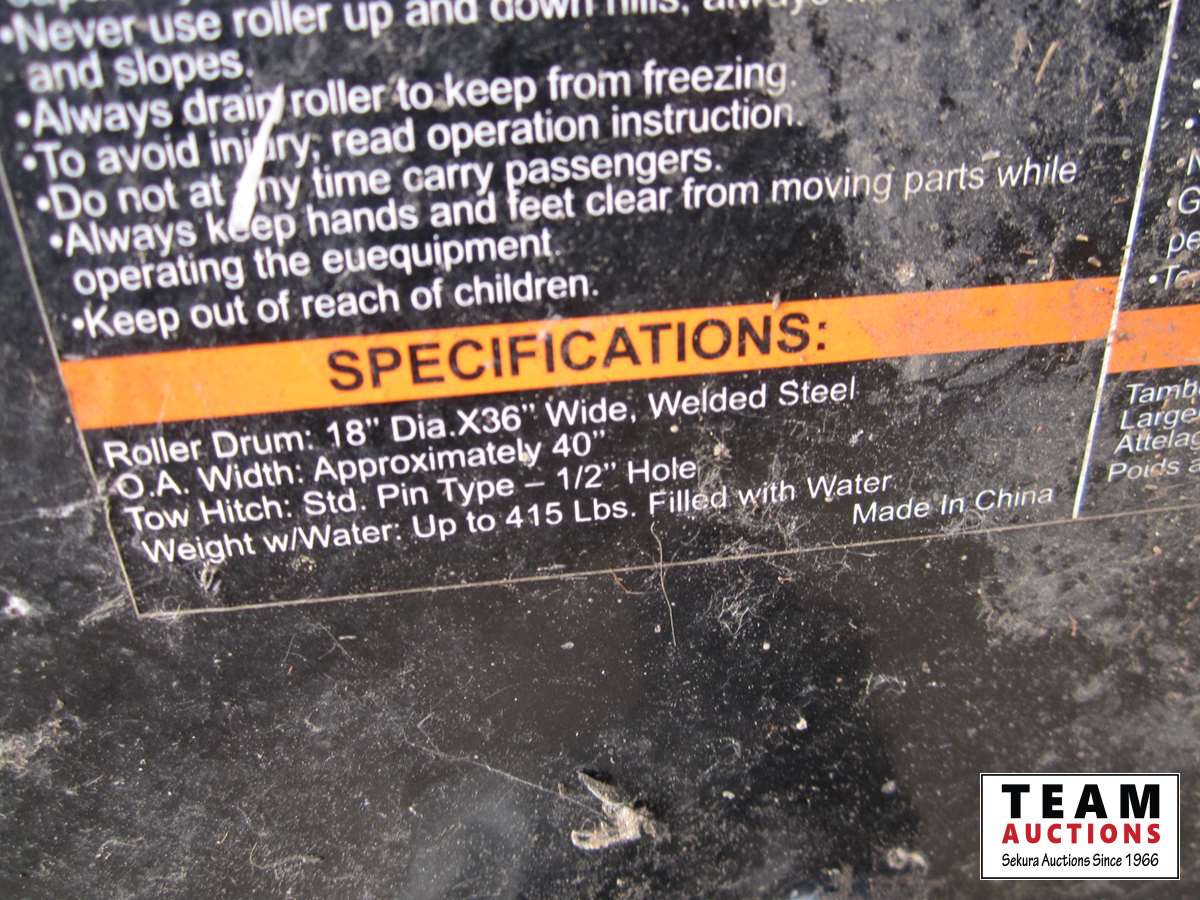 •Never use roller up and down hills, always
and slopes.
•Always drain roller to keep from freezing.
•To avoid injury, read operation instruction.
•Do not at any time carry passengers.
•Always keep hands and feet clear from moving parts while
operating the euequipment.
•Keep out of reach of children.
SPECIFICATIONS:
Roller Drum: 18" Dia.X36" Wide, Welded Steel
O.A. Width: Approximately 40"
Tow Hitch: Std. Pin Type – 1/2" Hole
Weight w/Water: Up to 415 Lbs. Filled with Water
Made In China
Tamb
Large
Attela
Poids
TEAM
AUCTIONS
Sekura Auctions Since 1966